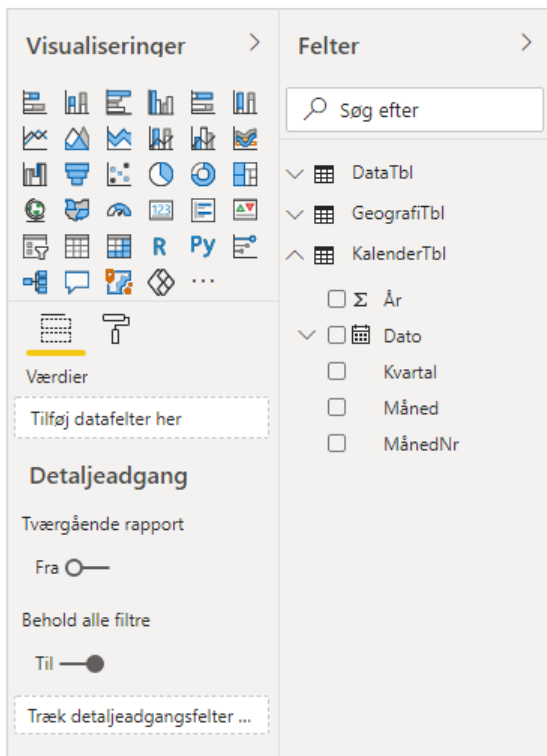 Visualiseringer
123
R
Py
Værdier
Tilføj datafelter her
Detaljeadgang
Tværgående rapport
Fra
Behold alle filtre
Til
Træk detaljeadgangsfelter ...
Felter
Søg efter
DataTbl
GeografiTbl
KalenderTbl
Σ År
Dato
Kvartal
Måned
MånedNr